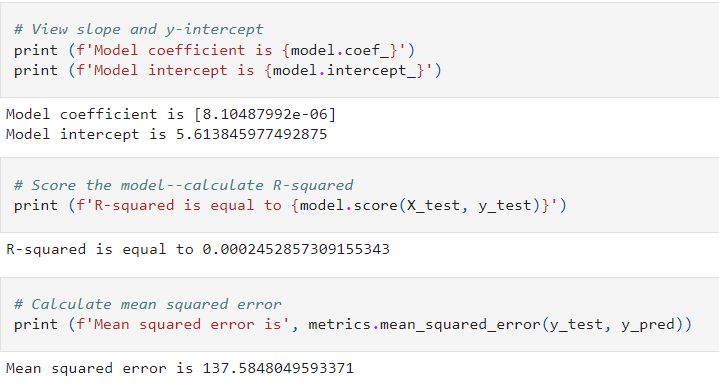 # View slope and y-intercept
print (f'Model coefficient is {model.coef_}')
print (f'Model intercept is {model.intercept_}')
Model coefficient is [8.10487992e-06]
Model intercept is 5.613845977492875
# Score the model--calculate R-squared
print (f'R-squared is equal to {model.score(X_test, y_test)}')
R-squared is equal to 0.0002452857309155343
# Calculate mean squared error
print (f'Mean squared error is', metrics.mean_squared_error(y_test, y_pred))
Mean squared error is 137.5848049593371